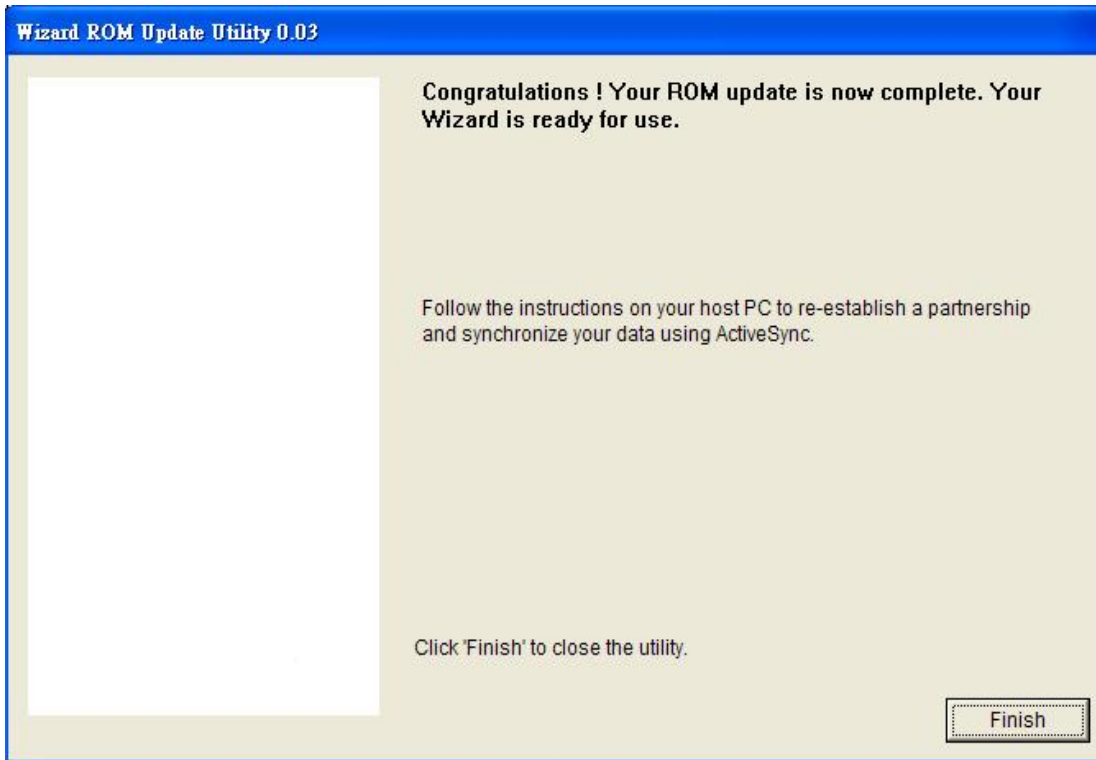 Wizard ROM Update Utility 0.03
Congratulations ! Your ROM update is now complete. Your
Wizard is ready for use.
Follow the instructions on your host PC to re-establish a partnership
and synchronize your data using ActiveSync.
Click 'Finish' to close the utility.
Finish